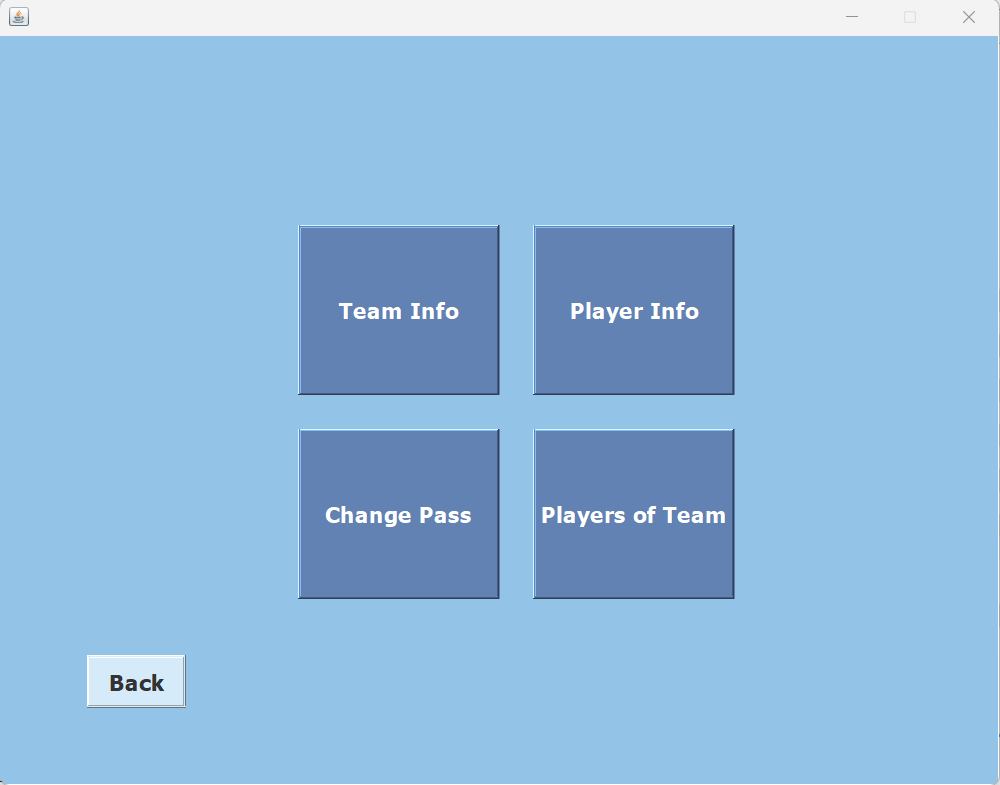 Team Info
Player Info
Change Pass
Players of Team
Back